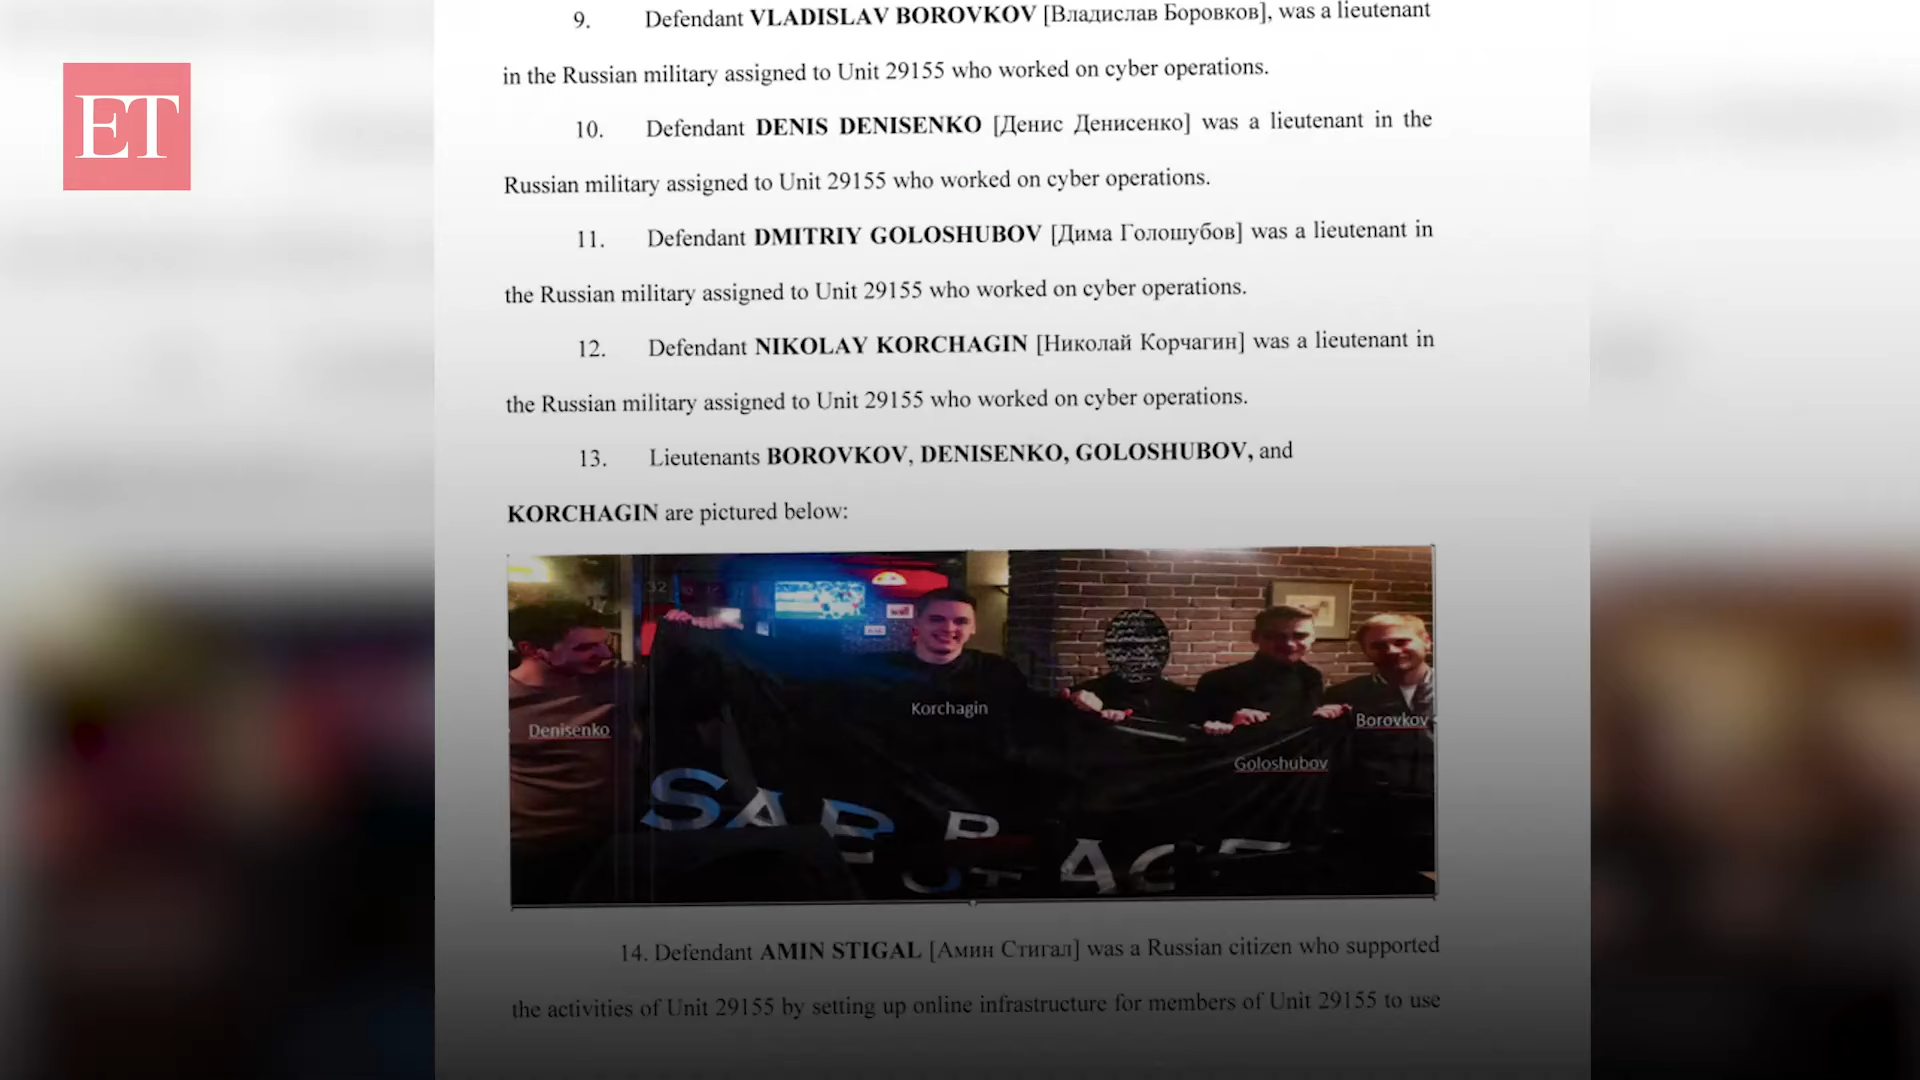 ET
9. Defendant VLADISLAV BOROVKOV [Владислав Боровков], was a lieutenant
in the Russian military assigned to Unit 29155 who worked on cyber operations.
10. Defendant DENIS DENISENKO [Денис Денисенко] was a lieutenant in the
Russian military assigned to Unit 29155 who worked on cyber operations.
11. Defendant DMITRIY GOLOSHUBOV [Дима Голошубов] was a lieutenant in
the Russian military assigned to Unit 29155 who worked on cyber operations.
12. Defendant NIKOLAY KORCHAGIN [Николай Корчагин] was a lieutenant in
the Russian military assigned to Unit 29155 who worked on cyber operations.
13. Lieutenants BOROVKOV, DENISENKO, GOLOSHUBOV, and
KORCHAGIN are pictured below:
32
Korchagin
Borovkov
Denisenko
Goloshubov
14. Defendant AMIN STIGAL [Амин Стигал] was a Russian citizen who supported
the activities of Unit 29155 by setting up online infrastructure for members of Unit 29155 to use